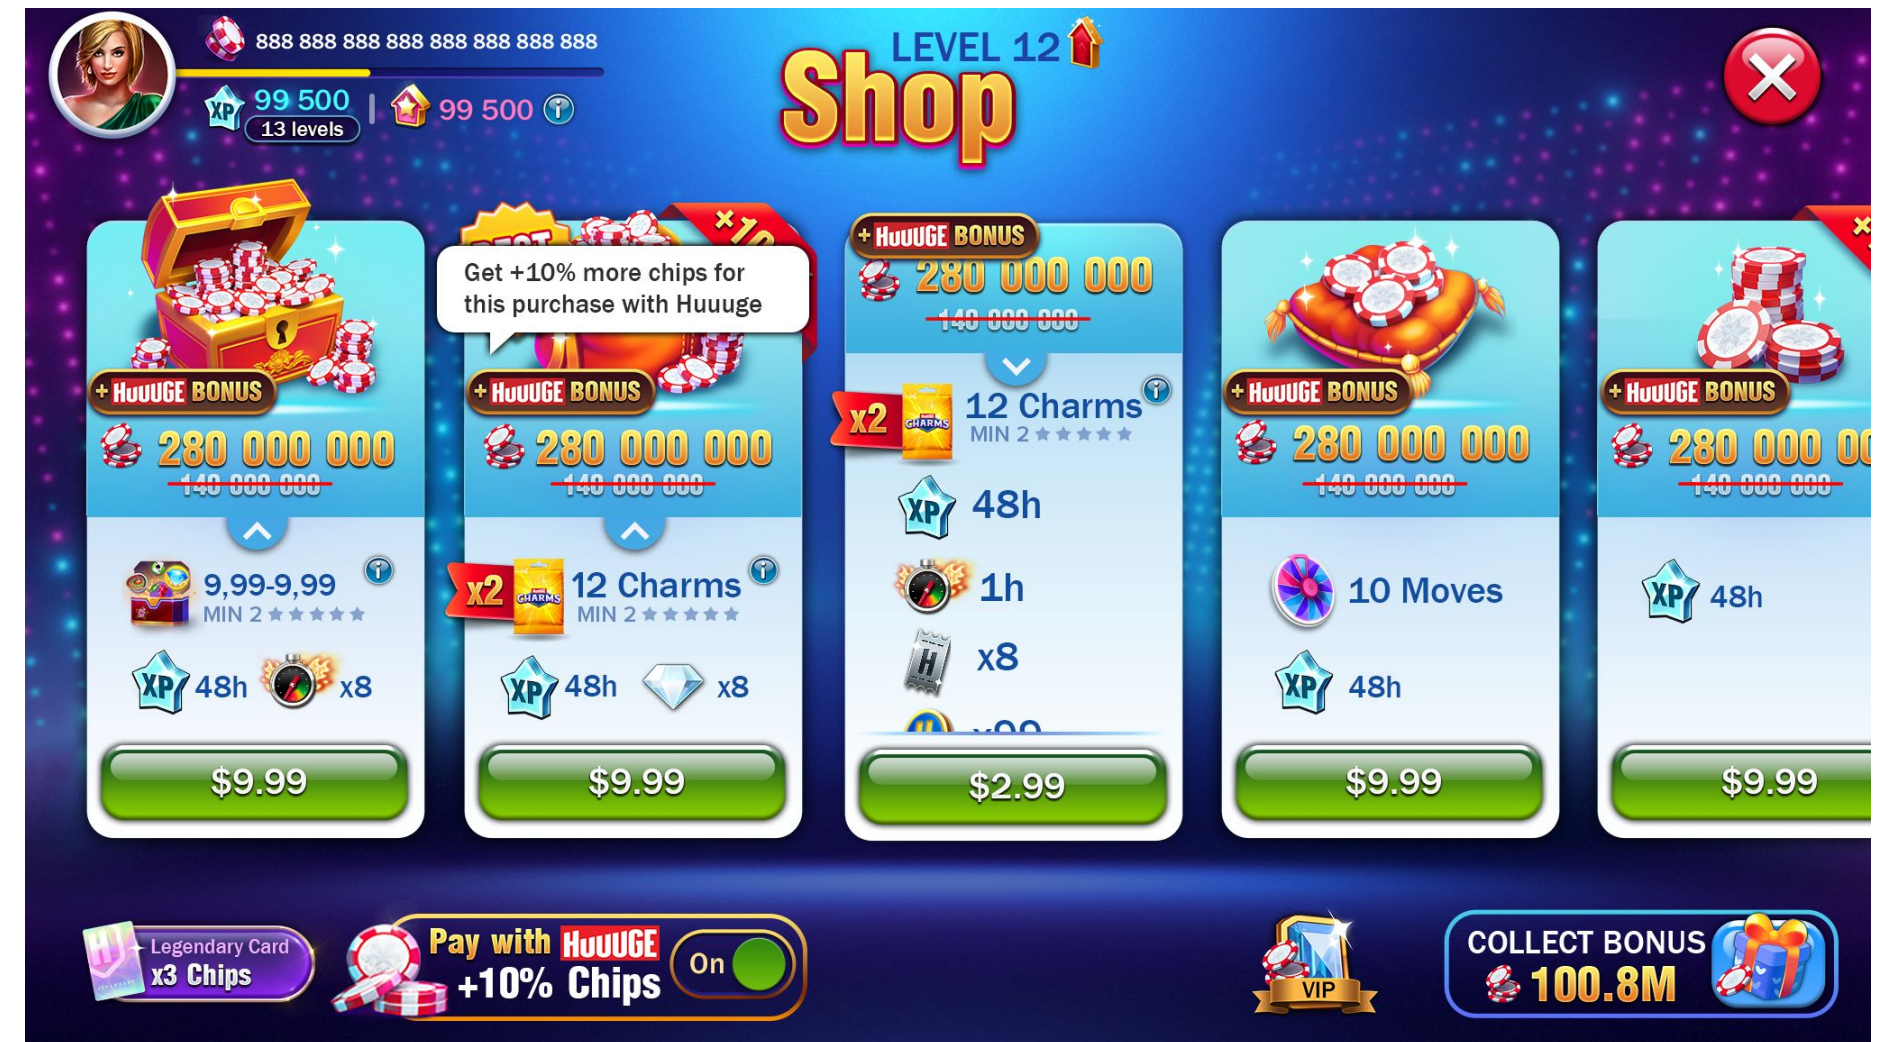 888 888 888 888 888 888 888 888
XP 99 500
13 levels
99 500
LEVEL 12
Shop
+ HUUUGE BONUS
280 000 000
140 000 000
9,99-9,99
MIN 2
XP 48h
x8
$9.99
Get +10% more chips for
this purchase with Huuuge
+ HUUUGE BONUS
280 000 000
140 000 000
x2 CHARMS 12 Charms
MIN 2
XP 48h
x8
$9.99
+ HUUUGE BONUS
280 000 000
140 000 000
x2 CHARMS 12 Charms
MIN 2
XP 48h
1h
H x8
$2.99
+ HUUUGE BONUS
280 000 000
140 000 000
10 Moves
XP 48h
$9.99
+ HUUUGE BONUS
280 000 00
140 000 000
XP 48h
$9.99
Legendary Card
x3 Chips
Pay with HUUUGE
+10% Chips
On
VIP
COLLECT BONUS
100.8M